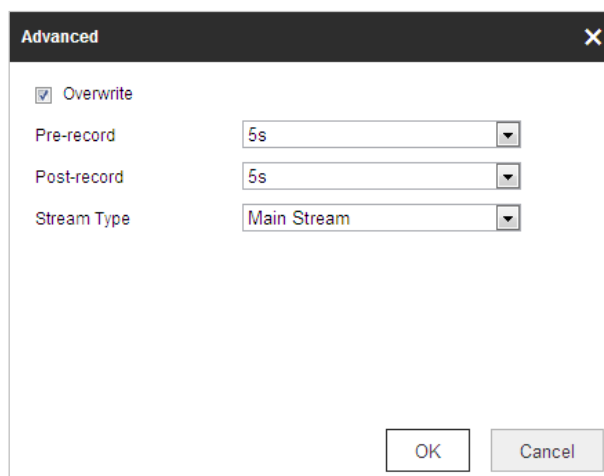 Advanced
Overwrite
Pre-record 5s
Post-record 5s
Stream Type Main Stream
OK Cancel